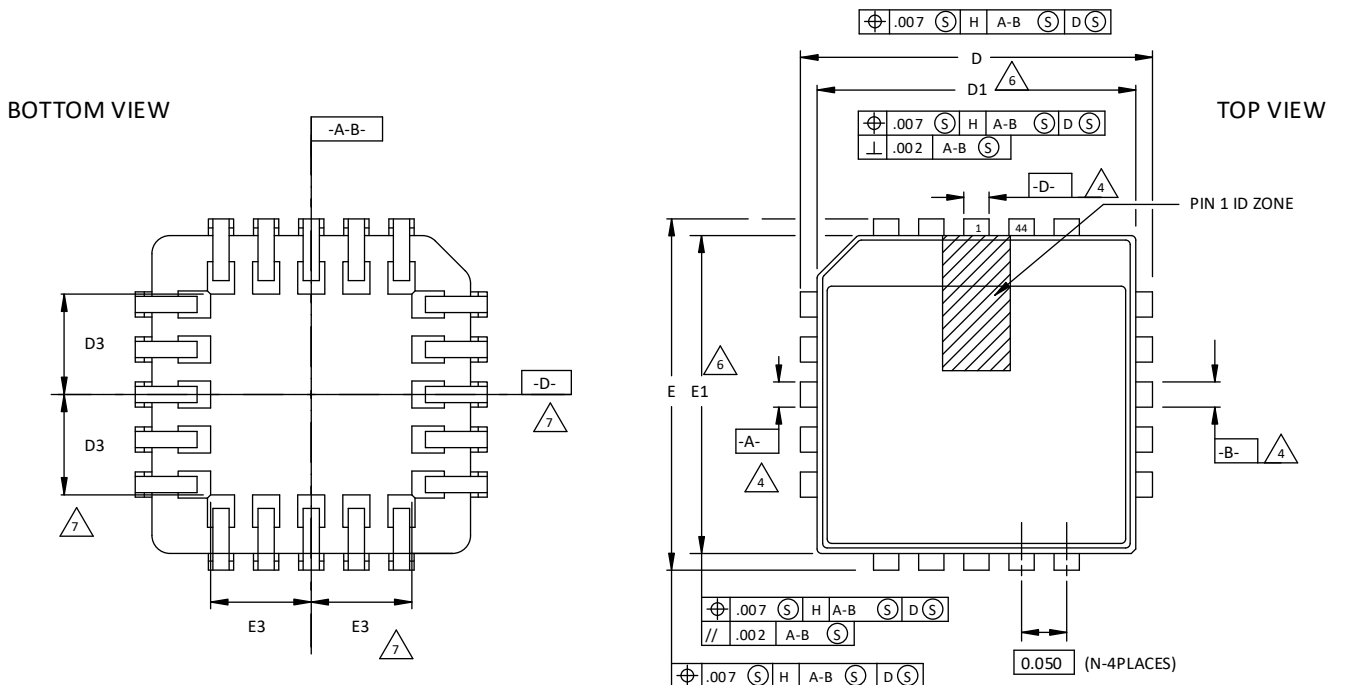 BOTTOM VIEW
-A-B-
D3
D3
7
-D-
7
E3
E3
7
⌖ .007 Ⓢ H A-B Ⓢ D Ⓢ
D
D1
6
TOP VIEW
⌖ .007 Ⓢ H A-B Ⓢ D Ⓢ
⊥ .002 A-B Ⓢ
-D-
4
PIN 1 ID ZONE
1
44
E
E1
6
-A-
4
-B-
4
⌖ .007 Ⓢ H A-B Ⓢ D Ⓢ
// .002 A-B Ⓢ
⌖ .007 Ⓢ H A-B Ⓢ D Ⓢ
0.050 (N-4PLACES)